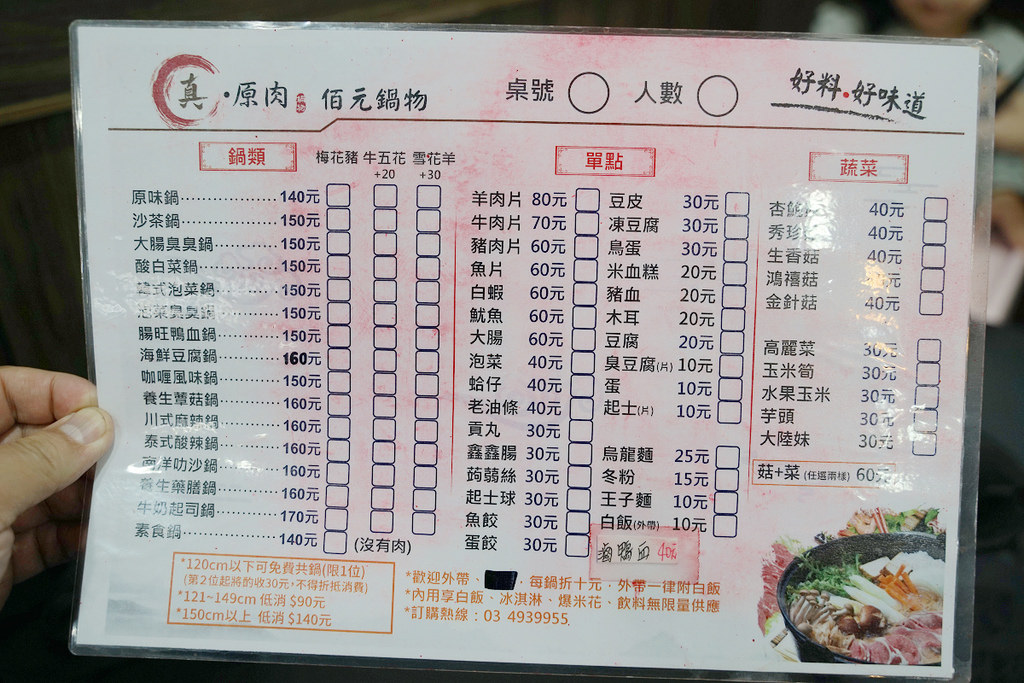 真·原肉 佰元鍋物
桌號 人數
好料·好味道
鍋類 梅花豬 牛五花 雪花羊
+20 +30
原味鍋 140元
沙茶鍋 150元
大腸臭臭鍋 150元
酸白菜鍋 150元
韓式泡菜鍋 150元
泡菜臭臭鍋 150元
腸旺鴨血鍋 150元
海鮮豆腐鍋 160元
咖喱風味鍋 150元
養生蕈菇鍋 160元
川式麻辣鍋 160元
泰式酸辣鍋 160元
南洋叻沙鍋 160元
養生藥膳鍋 160元
牛奶起司鍋 170元
素食鍋 140元 (沒有肉)
*120cm以下可免費共鍋(限1位)
(第2位起將酌收30元,不得折抵消費)
*121~149cm 低消 $90元
*150cm以上 低消 $140元
單點
羊肉片 80元
牛肉片 70元
豬肉片 60元
魚片 60元
白蝦 60元
魷魚 60元
大腸 60元
泡菜 40元
蛤仔 40元
老油條 40元
貢丸 30元
鑫鑫腸 30元
蒟蒻絲 30元
起士球 30元
魚餃 30元
蛋餃 30元
豆皮 30元
凍豆腐 30元
鳥蛋 30元
米血糕 20元
豬血 20元
木耳 20元
豆腐 20元
臭豆腐(片) 10元
蛋 10元
起士(片) 10元
烏龍麵 25元
冬粉 15元
王子麵 10元
白飯(外帶) 10元
滷鴨血 40元
蔬菜
杏鮑 40元
秀珍 40元
生香菇 40元
鴻禧菇 元
金針菇 40元
高麗菜 30元
玉米筍 30元
水果玉米 30元
芋頭 30元
大陸妹 30元
菇+菜 (任選兩樣) 60元
*歡迎外帶、 , 每鍋折十元, 外帶一律附白飯
*內用享白飯、冰淇淋、爆米花、飲料無限量供應
*訂購熱線:03 4939955